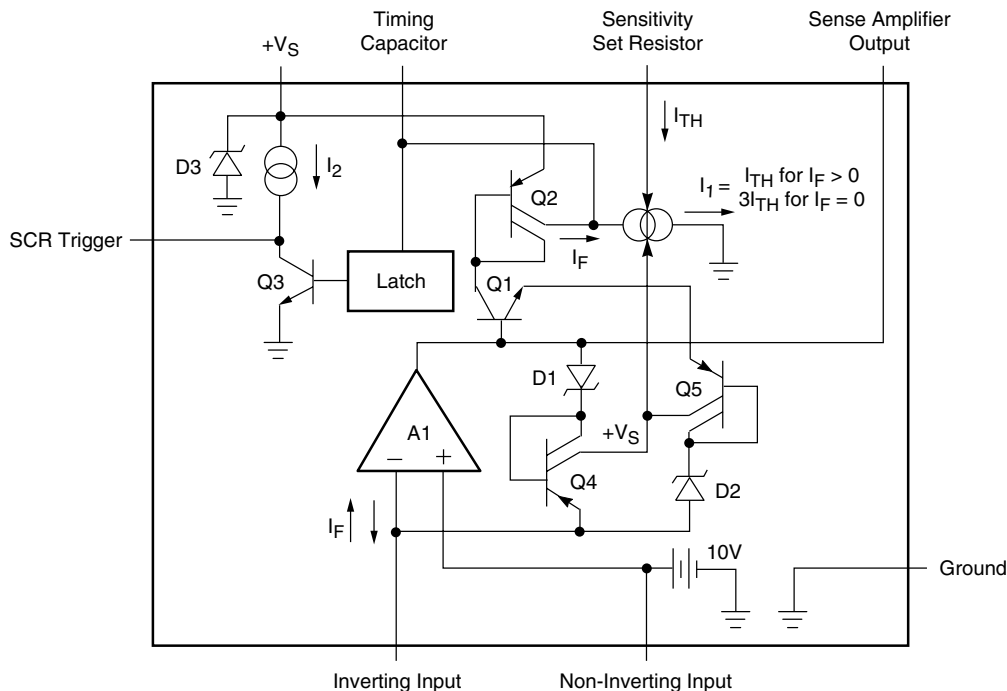 Timing
Capacitor
Sensitivity
Set Resistor
Sense Amplifier
Output
+VS
ITH
D3
I2
Q2
I1 = ITH for IF > 0
3ITH for IF = 0
SCR Trigger
IF
Q3
Latch
Q1
D1
Q5
A1
+VS
− +
Q4
D2
IF
10V
Ground
Inverting Input
Non-Inverting Input